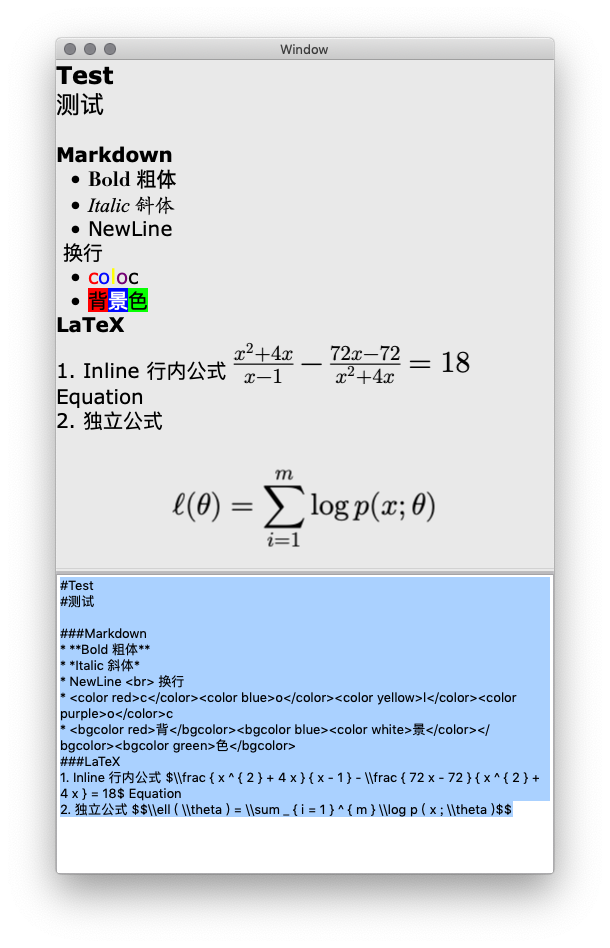 Window
Test
测试
Markdown
• Bold 粗体
• Italic 斜体
• NewLine
换行
• coloc
• 背景色
LaTeX
1. Inline 行内公式 \frac{x^2+4x}{x-1} - \frac{72x-72}{x^2+4x} = 18
Equation
2. 独立公式
ℓ(θ) = \sum_{i=1}^{m} log p(x; θ)
#Test
#测试
###Markdown
* **Bold 粗体**
* *Italic 斜体*
* NewLine <br> 换行
* <color red>c</color><color blue>o</color><color yellow>l</color><color
purple>o</color>c
* <bgcolor red>背</bgcolor><bgcolor blue><color white>景</color></
bgcolor><bgcolor green>色</bgcolor>
###LaTeX
1. Inline 行内公式 $\\frac { x ^ { 2 } + 4 x } { x - 1 } - \\frac { 72 x - 72 } { x ^ { 2 } +
4 x } = 18$ Equation
2. 独立公式 $$\\ell ( \\theta ) = \\sum _ { i = 1 } ^ { m } \\log p ( x ; \\theta )$$